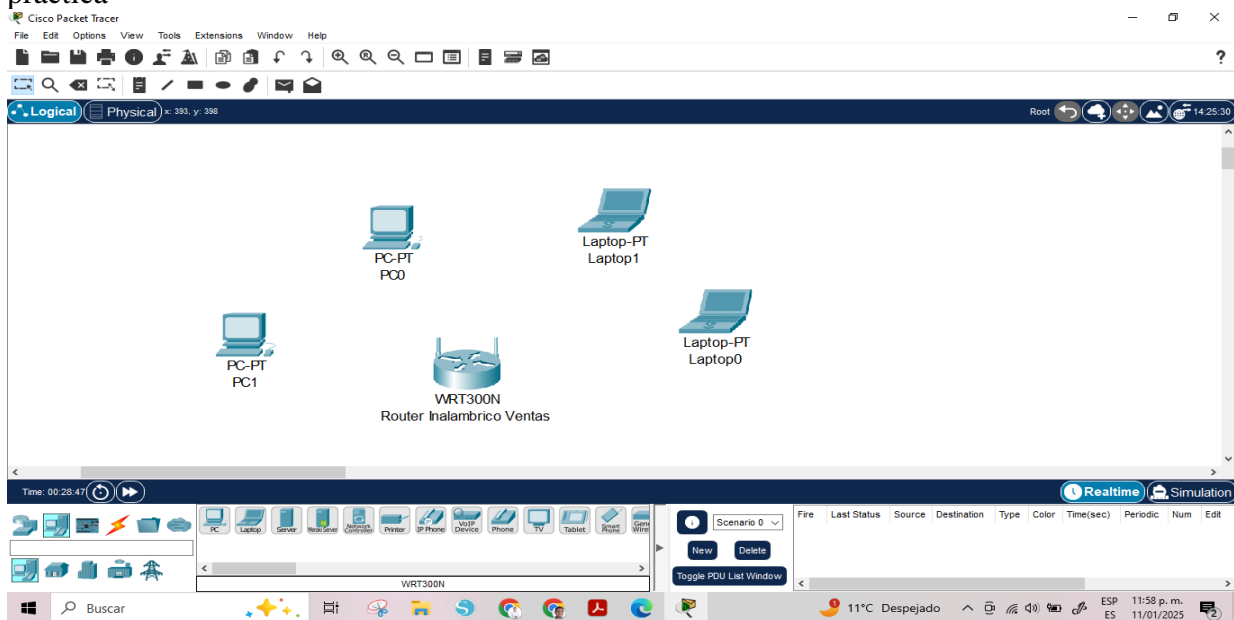 práctica
Cisco Packet Tracer
File Edit Options View Tools Extensions Window Help
?
Logical Physical x: 393, y: 398 Root 14:25:30
Laptop-PT
Laptop1
PC-PT
PC0
Laptop-PT
Laptop0
PC-PT
PC1
WRT300N
Router Inalambrico Ventas
Time: 00:28:47 Realtime Simulation
PC Laptop Server Printer IP Phone VoIP Device Phone TV Tablet Smart Phone
Scenario 0
New Delete
Toggle PDU List Window
Fire Last Status Source Destination Type Color Time(sec) Periodic Num Edit
WRT300N
Buscar
11°C Despejado
ESP
ES
11:58 p. m.
11/01/2025
2